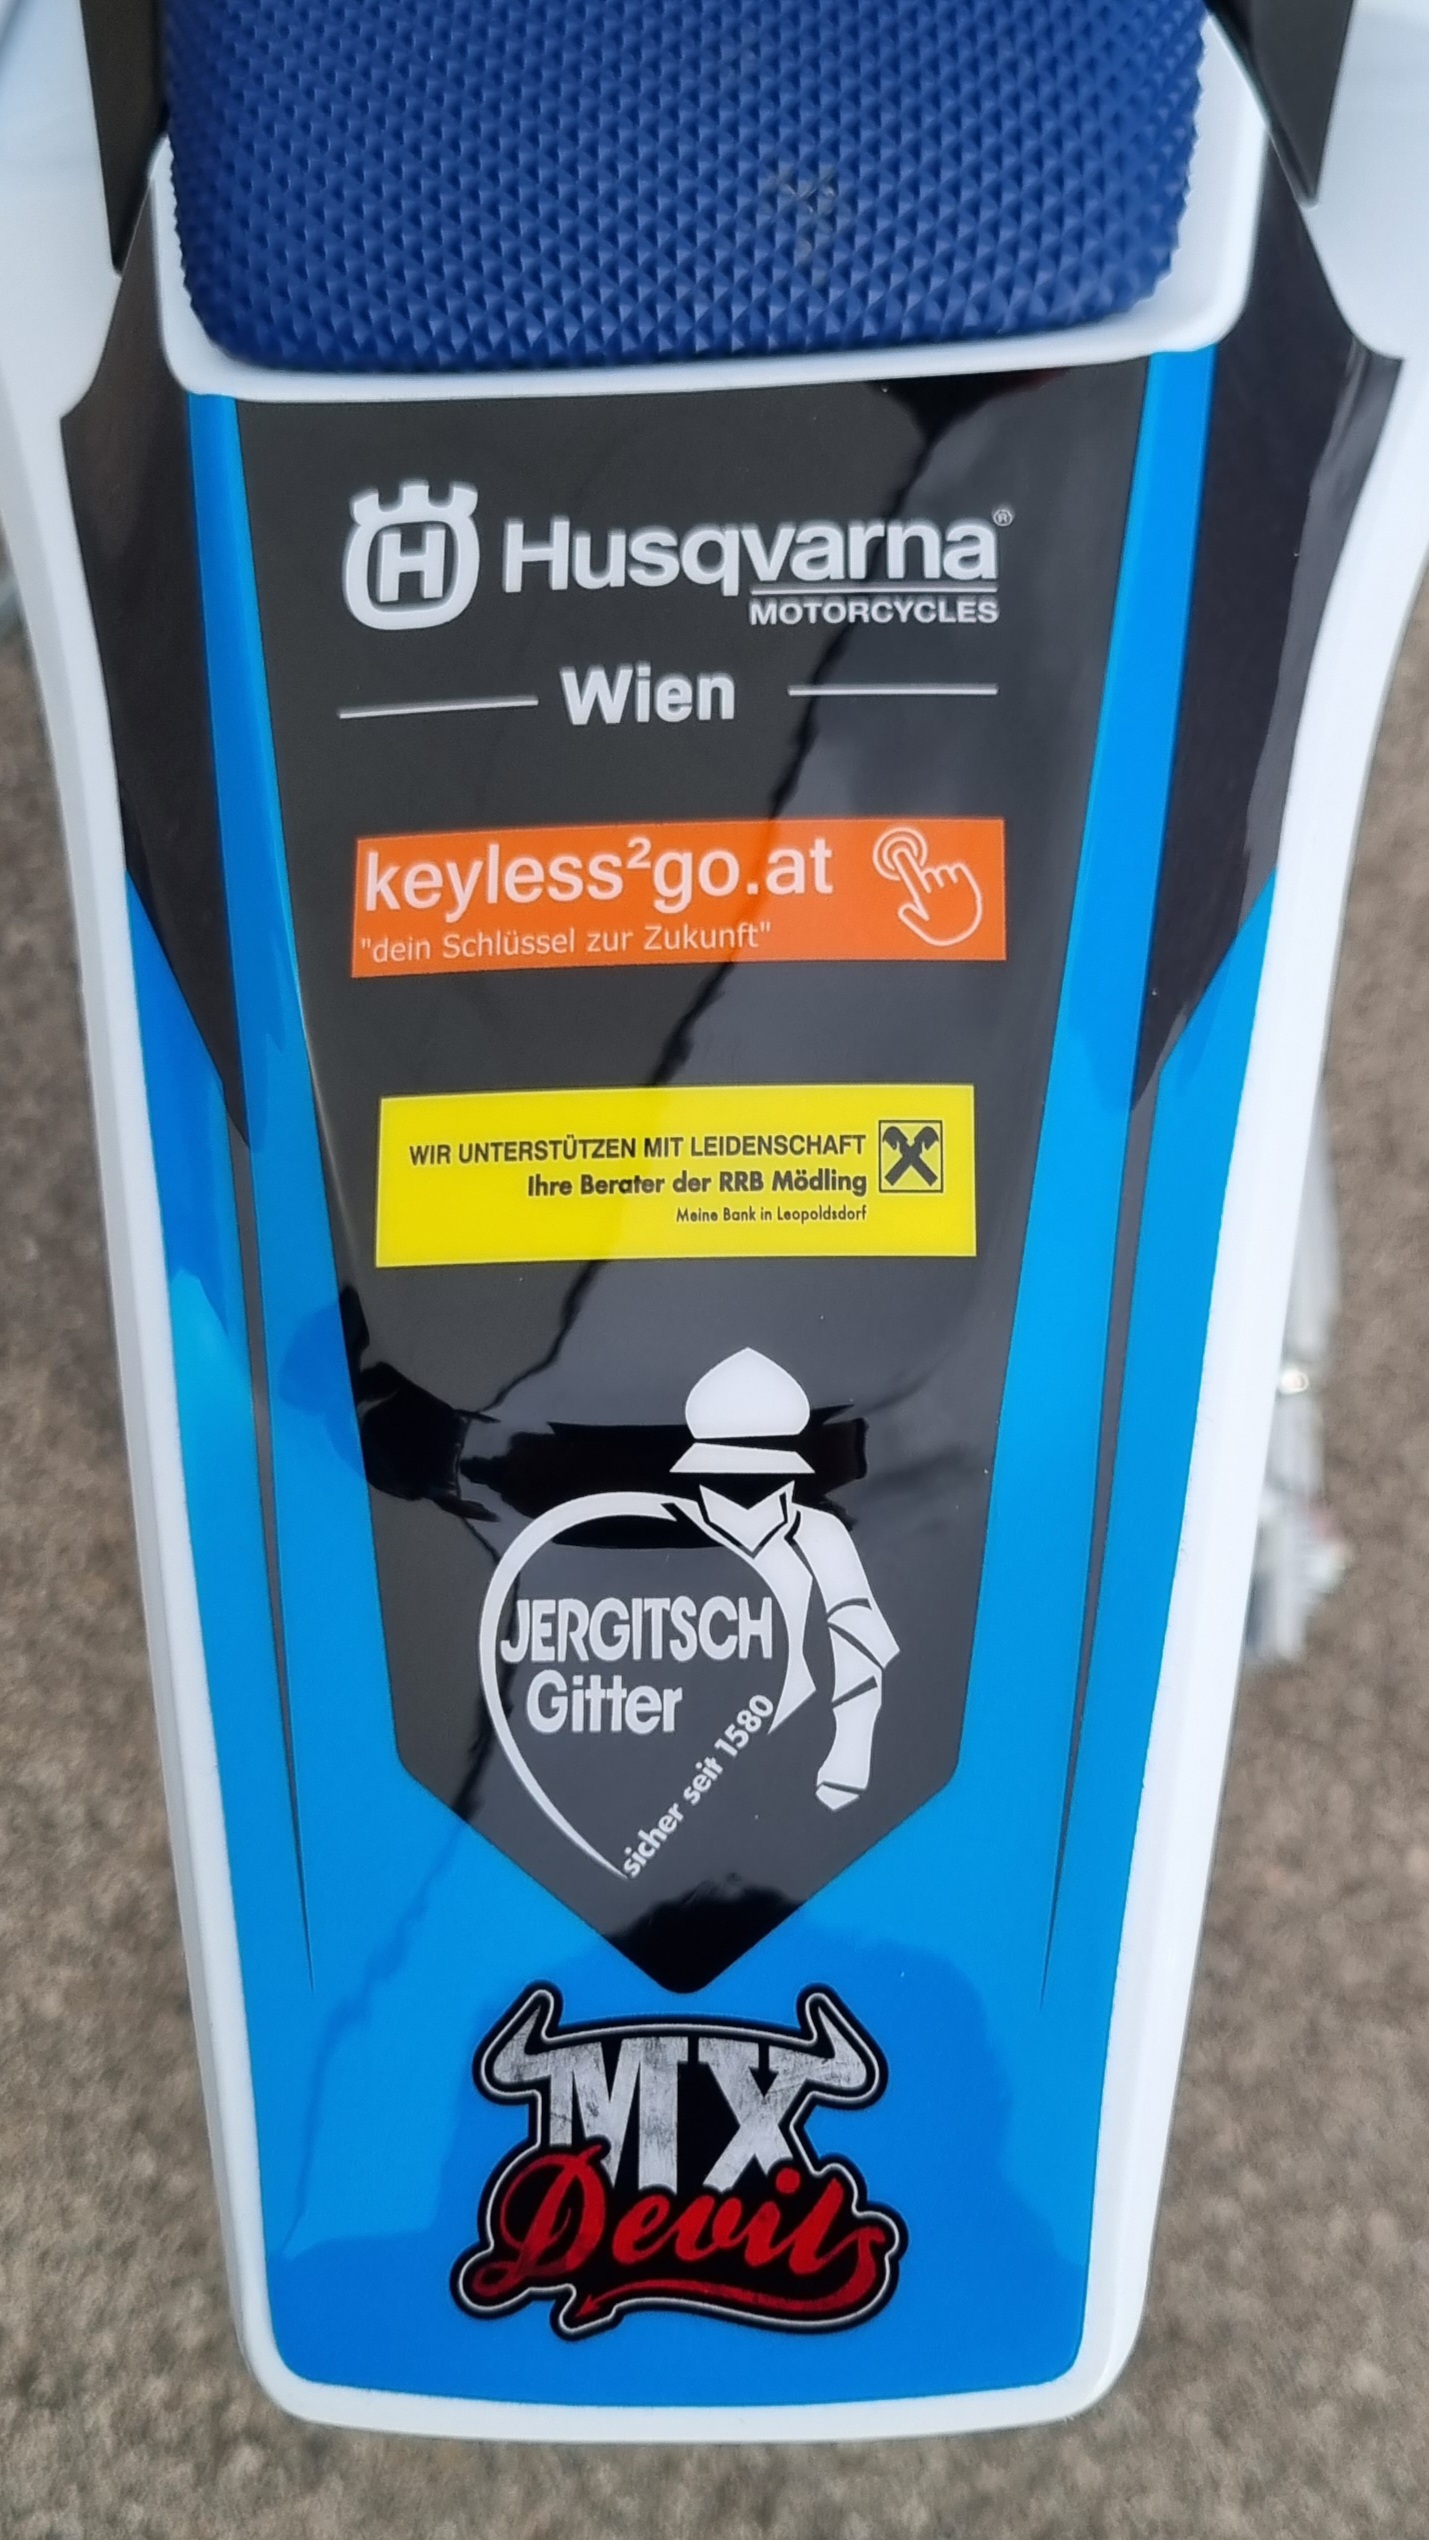 H Husqvarna®
MOTORCYCLES
Wien
keyless²go.at
"dein Schlüssel zur Zukunft"
WIR UNTERSTÜTZEN MIT LEIDENSCHAFT
Ihre Berater der RRB Mödling
Meine Bank in Leopoldsdorf
JERGITSCH
Gitter
sicher seit 1580
MX
Devils